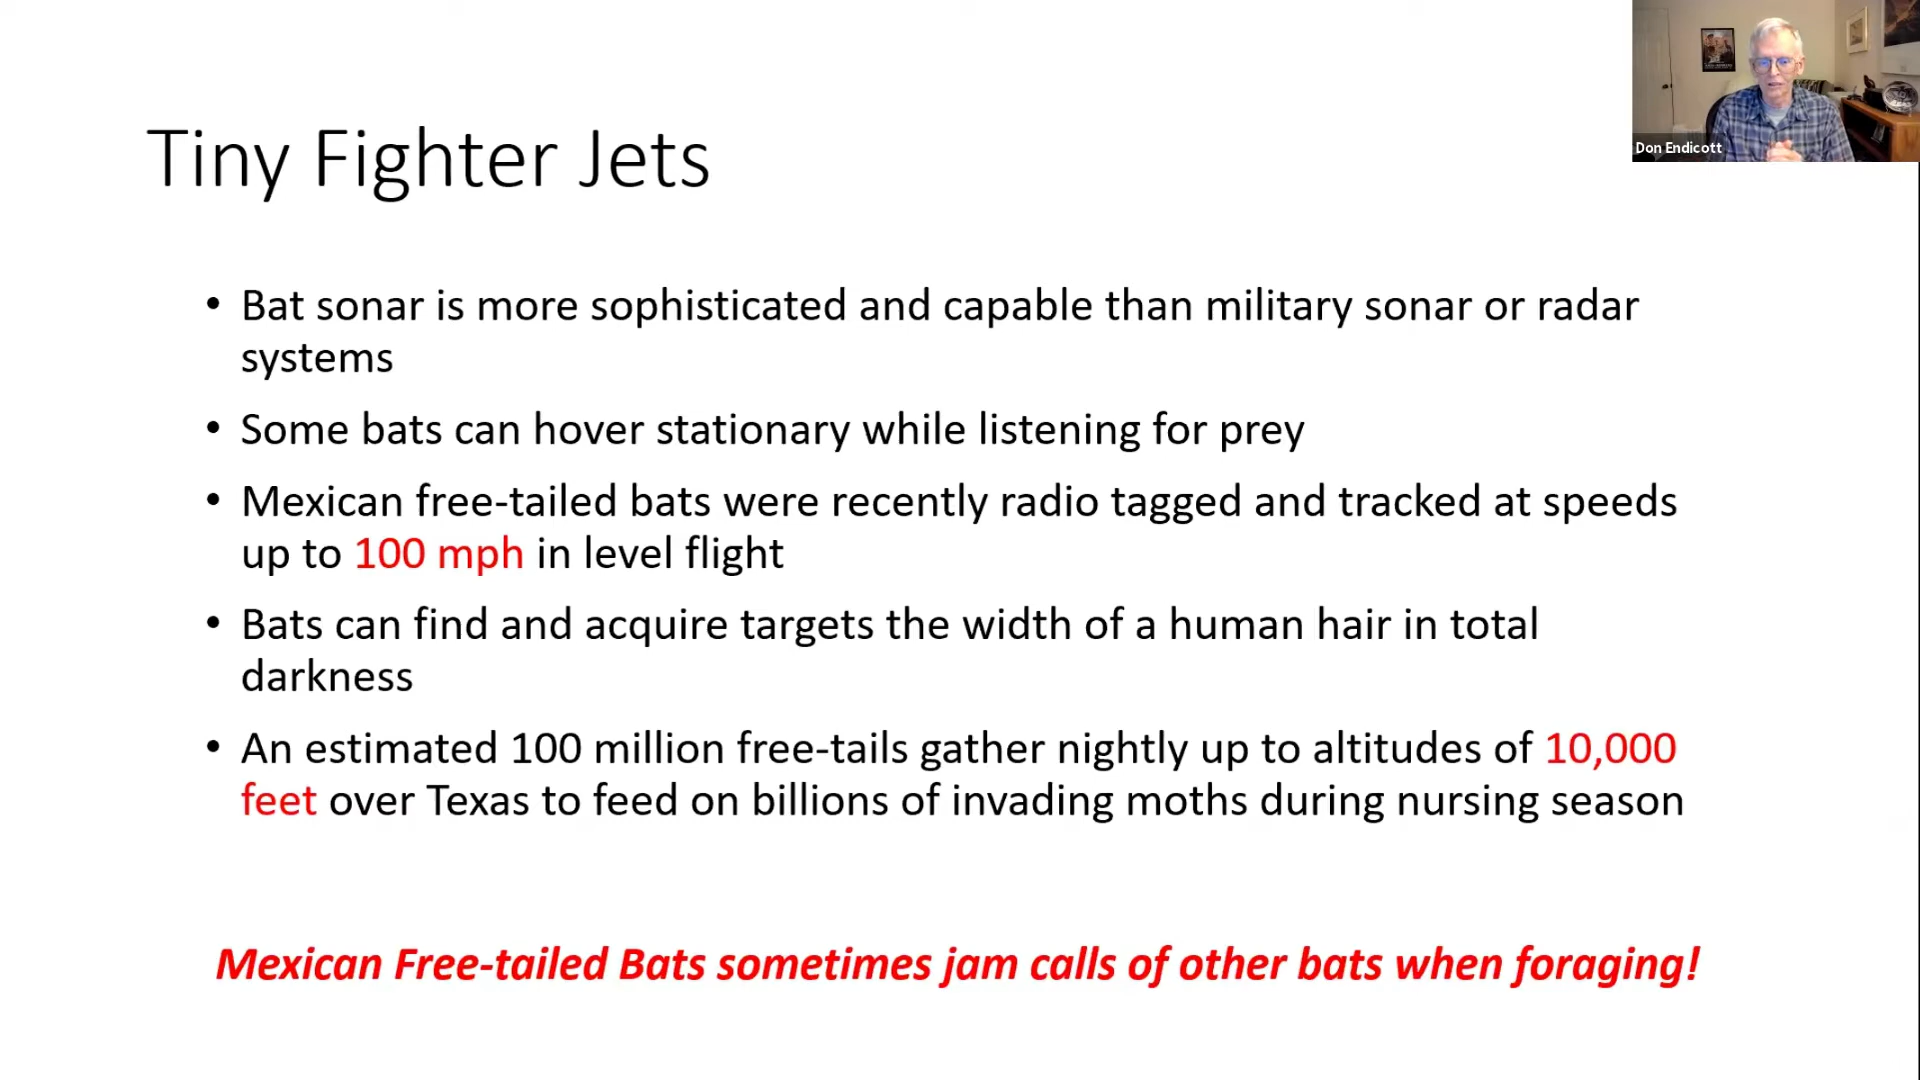 Tiny Fighter Jets
Don Endicott
• Bat sonar is more sophisticated and capable than military sonar or radar
systems
• Some bats can hover stationary while listening for prey
• Mexican free-tailed bats were recently radio tagged and tracked at speeds
up to 100 mph in level flight
• Bats can find and acquire targets the width of a human hair in total
darkness
• An estimated 100 million free-tails gather nightly up to altitudes of 10,000
feet over Texas to feed on billions of invading moths during nursing season
Mexican Free-tailed Bats sometimes jam calls of other bats when foraging!